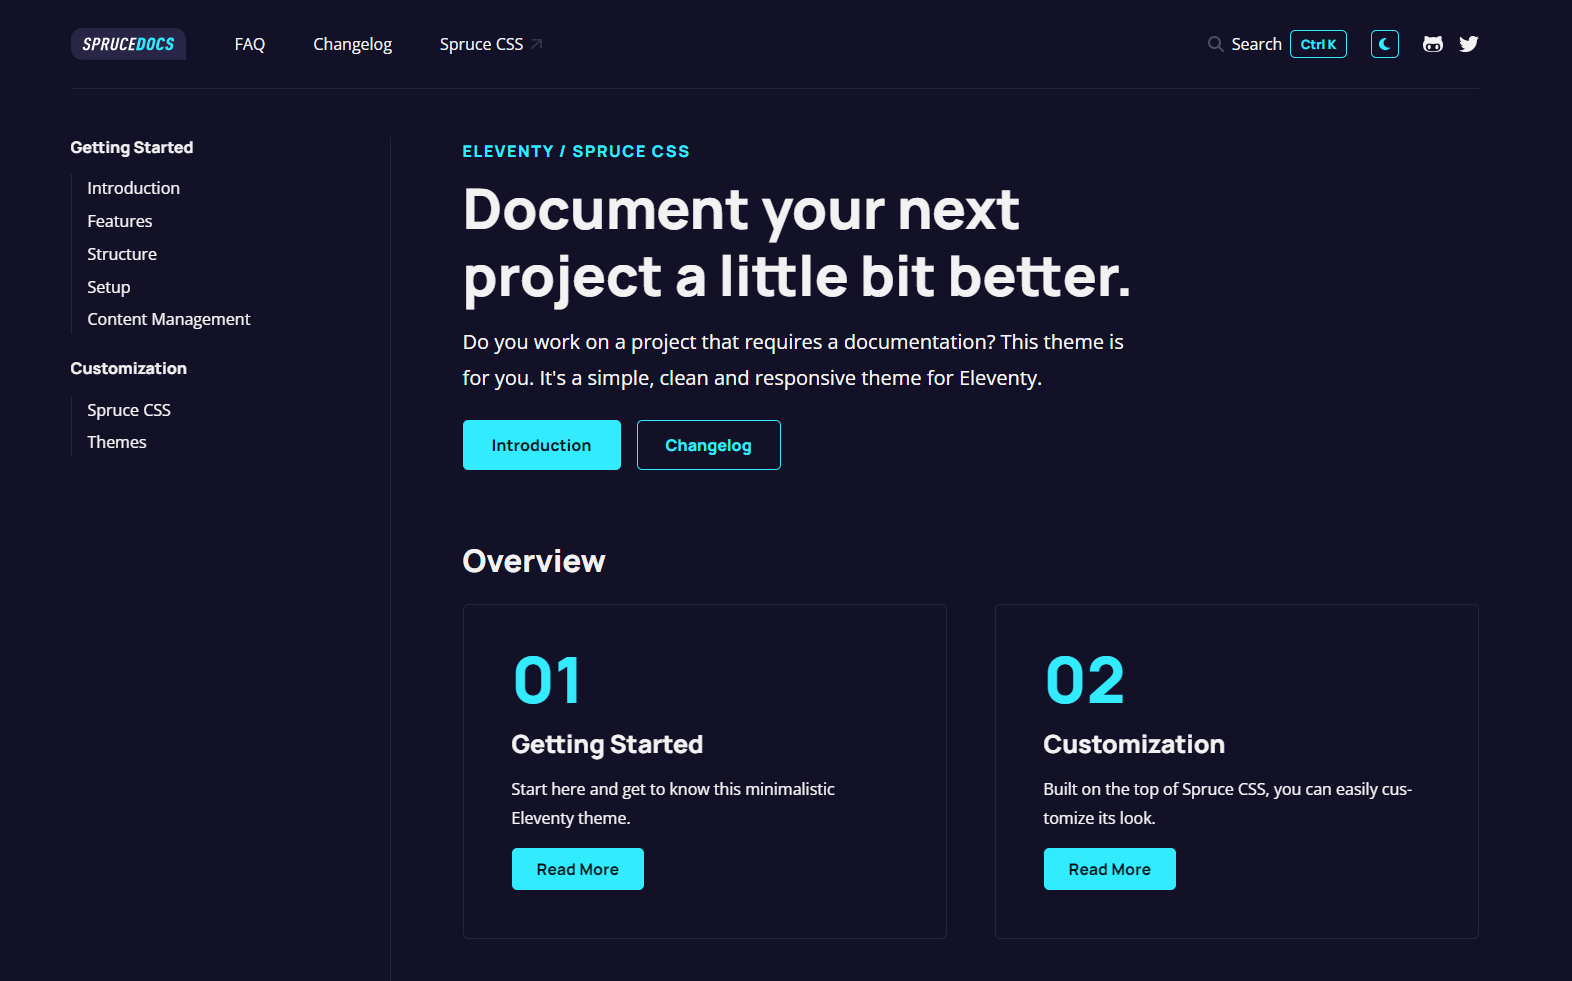 SPRUCEDOCS
FAQ
Changelog
Spruce CSS
Search
Ctrl K
Getting Started
Introduction
Features
Structure
Setup
Content Management
Customization
Spruce CSS
Themes
ELEVENTY / SPRUCE CSS
Document your next
project a little bit better.
Do you work on a project that requires a documentation? This theme is
for you. It's a simple, clean and responsive theme for Eleventy.
Introduction
Changelog
Overview
01
Getting Started
Start here and get to know this minimalistic
Eleventy theme.
Read More
02
Customization
Built on the top of Spruce CSS, you can easily cus-
tomize its look.
Read More